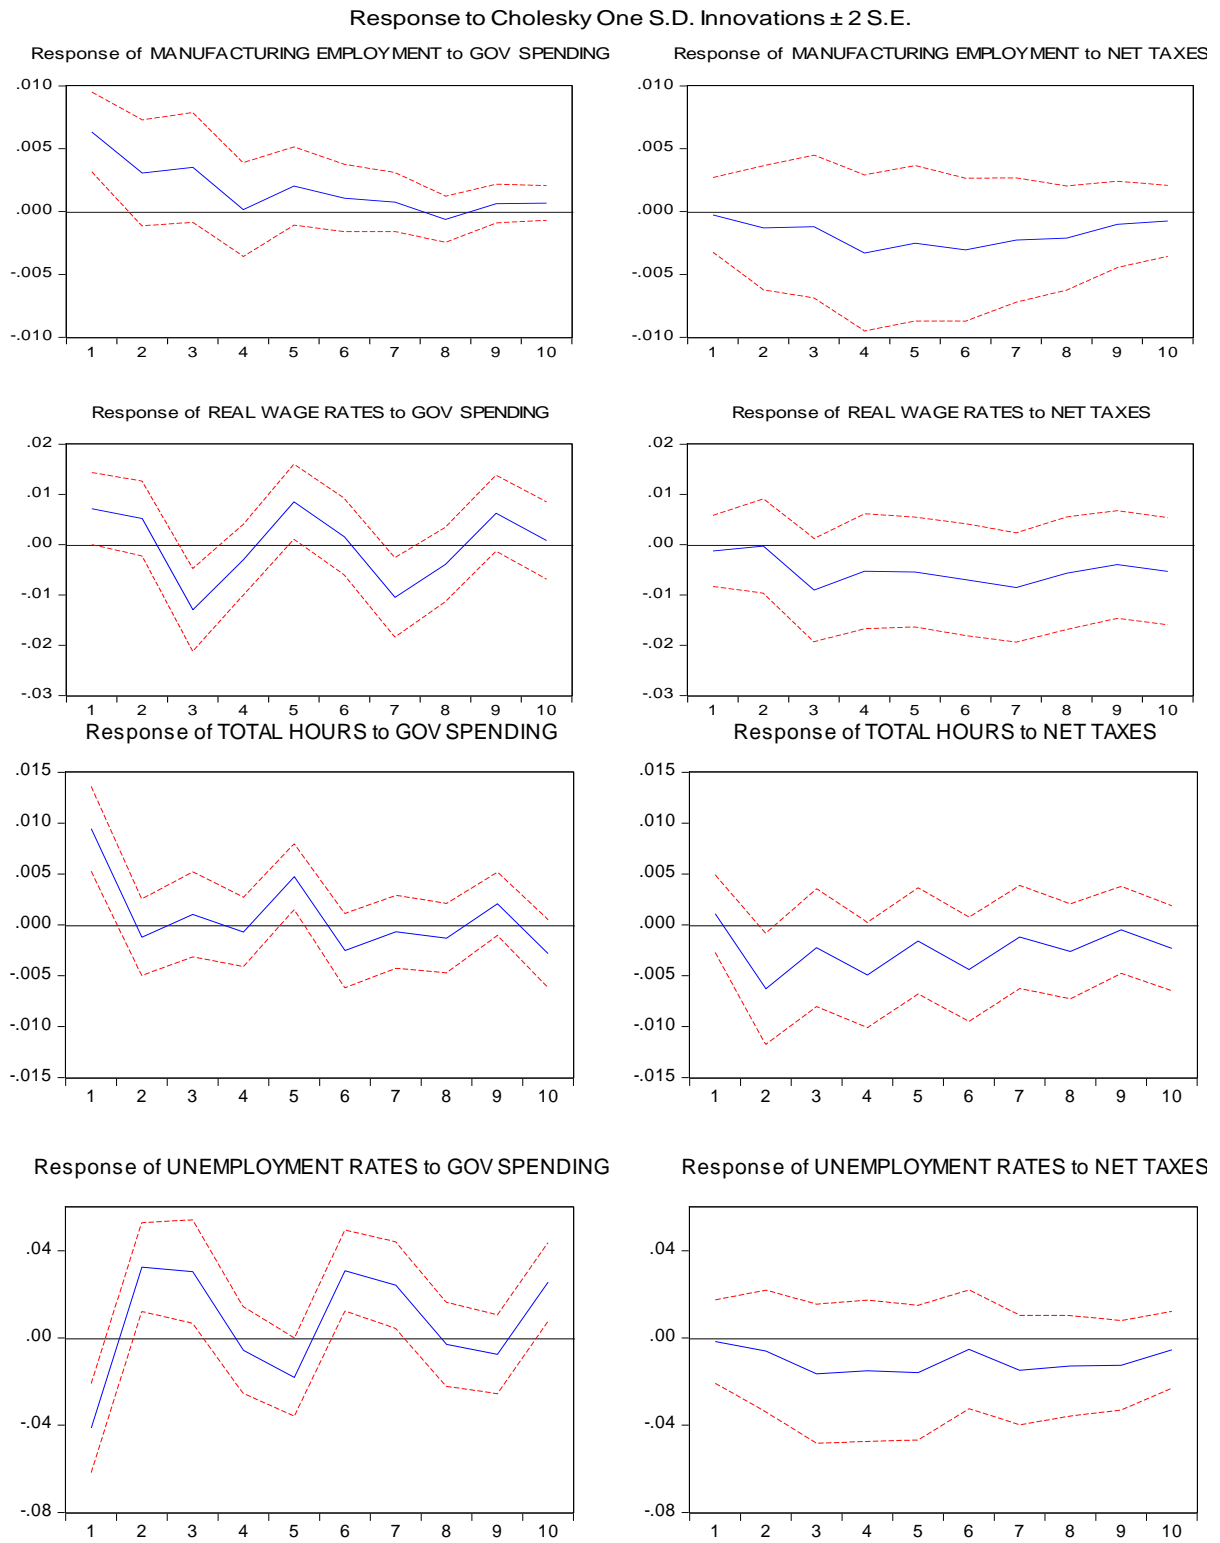 Response to Cholesky One S.D. Innovations ± 2 S.E.
Response of MANUFACTURING EMPLOYMENT to GOV SPENDING
.010
.005
.000
-.005
-.010
1 2 3 4 5 6 7 8 9 10
Response of MANUFACTURING EMPLOYMENT to NET TAXES
.010
.005
.000
-.005
-.010
1 2 3 4 5 6 7 8 9 10
Response of REAL WAGE RATES to GOV SPENDING
.02
.01
.00
-.01
-.02
-.03
1 2 3 4 5 6 7 8 9 10
Response of REAL WAGE RATES to NET TAXES
.02
.01
.00
-.01
-.02
-.03
1 2 3 4 5 6 7 8 9 10
Response of TOTAL HOURS to GOV SPENDING
.015
.010
.005
.000
-.005
-.010
-.015
1 2 3 4 5 6 7 8 9 10
Response of TOTAL HOURS to NET TAXES
.015
.010
.005
.000
-.005
-.010
-.015
1 2 3 4 5 6 7 8 9 10
Response of UNEMPLOYMENT RATES to GOV SPENDING
.04
.00
-.04
-.08
1 2 3 4 5 6 7 8 9 10
Response of UNEMPLOYMENT RATES to NET TAXES
.04
.00
-.04
-.08
1 2 3 4 5 6 7 8 9 10